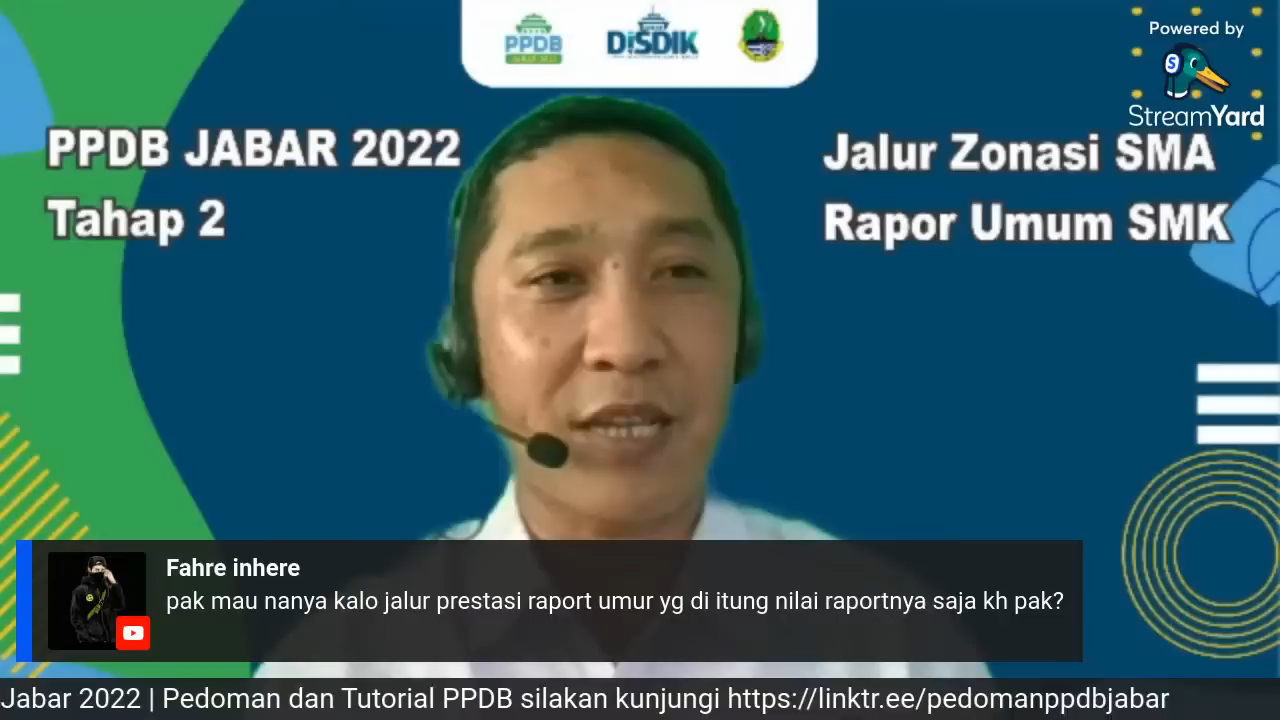 PPDB
DISDIK
Powered by
StreamYard
PPDB JABAR 2022
Tahap 2
Jalur Zonasi SMA
Rapor Umum SMK
Fahre inhere
pak mau nanya kalo jalur prestasi raport umur yg di itung nilai raportnya saja kh pak?
Jabar 2022 | Pedoman dan Tutorial PPDB silakan kunjungi https://linktr.ee/pedomanppdbjabar